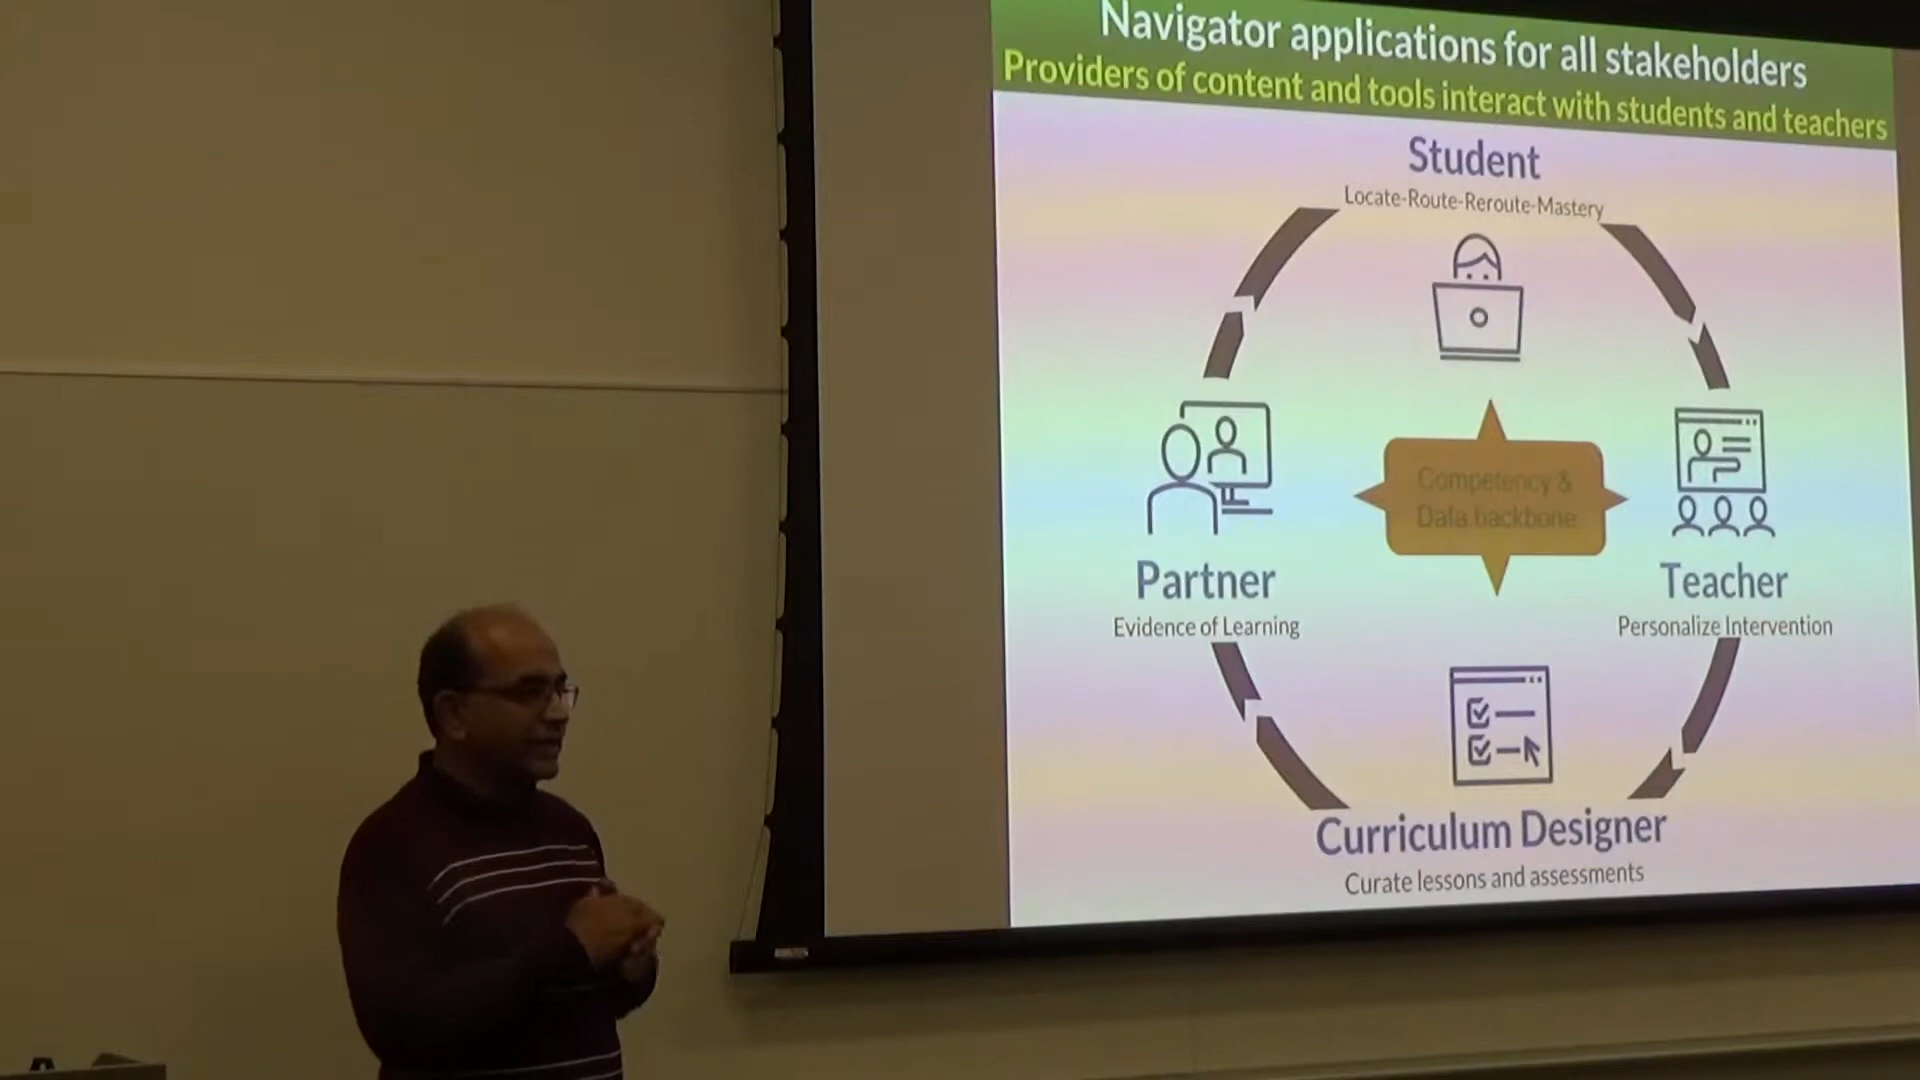 Navigator applications for all stakeholders
Providers of content and tools interact with students and teachers
Student
Locate-Route-Reroute-Mastery
Competency &
Data backbone
Partner
Evidence of Learning
Teacher
Personalize Intervention
Curriculum Designer
Curate lessons and assessments